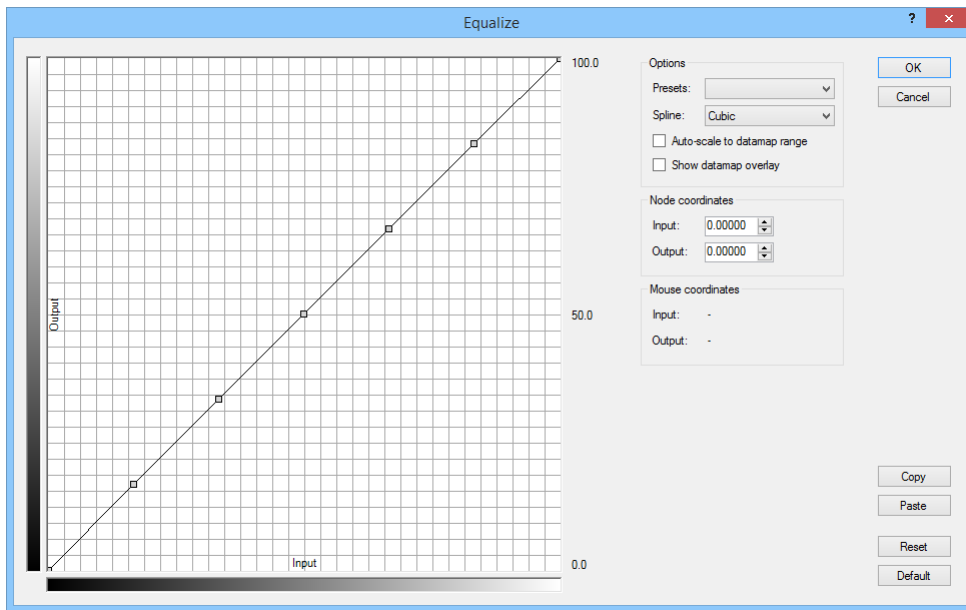 Equalize
?
100.0
50.0
0.0
Output
Input
Options
Presets:
Spline: Cubic
Auto-scale to datamap range
Show datamap overlay
Node coordinates
Input: 0.00000
Output: 0.00000
Mouse coordinates
Input: -
Output: -
OK
Cancel
Copy
Paste
Reset
Default